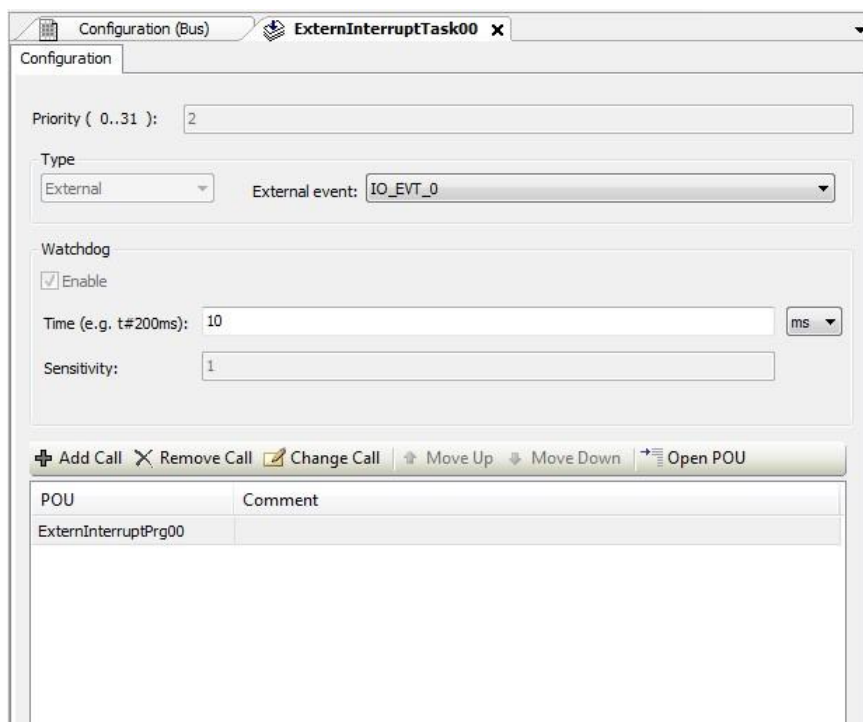 Configuration (Bus) ExternInterruptTask00
Configuration
Priority ( 0..31 ): 2
Type
External External event: IO_EVT_0
Watchdog
Enable
Time (e.g. t#200ms): 10 ms
Sensitivity: 1
Add Call Remove Call Change Call Move Up Move Down Open POU
POU Comment
ExternInterruptPrg00